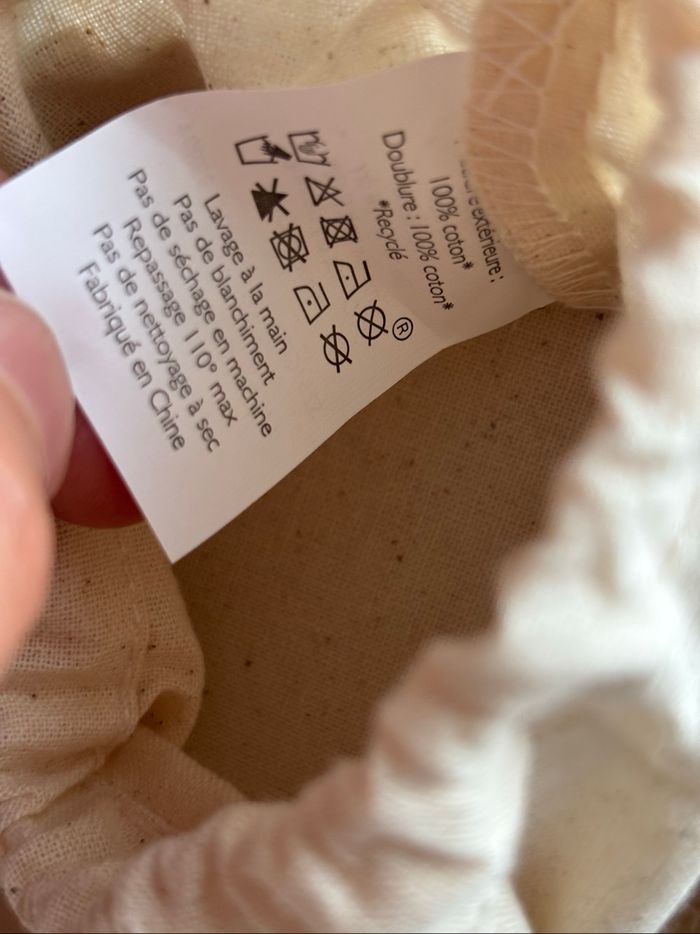 extérieure :
100% coton*
Doublure : 100% coton*
*Recyclé
®
Lavage à la main
Pas de blanchiment
Pas de séchage en machine
Repassage 110° max
Pas de nettoyage à sec
Fabriqué en Chine